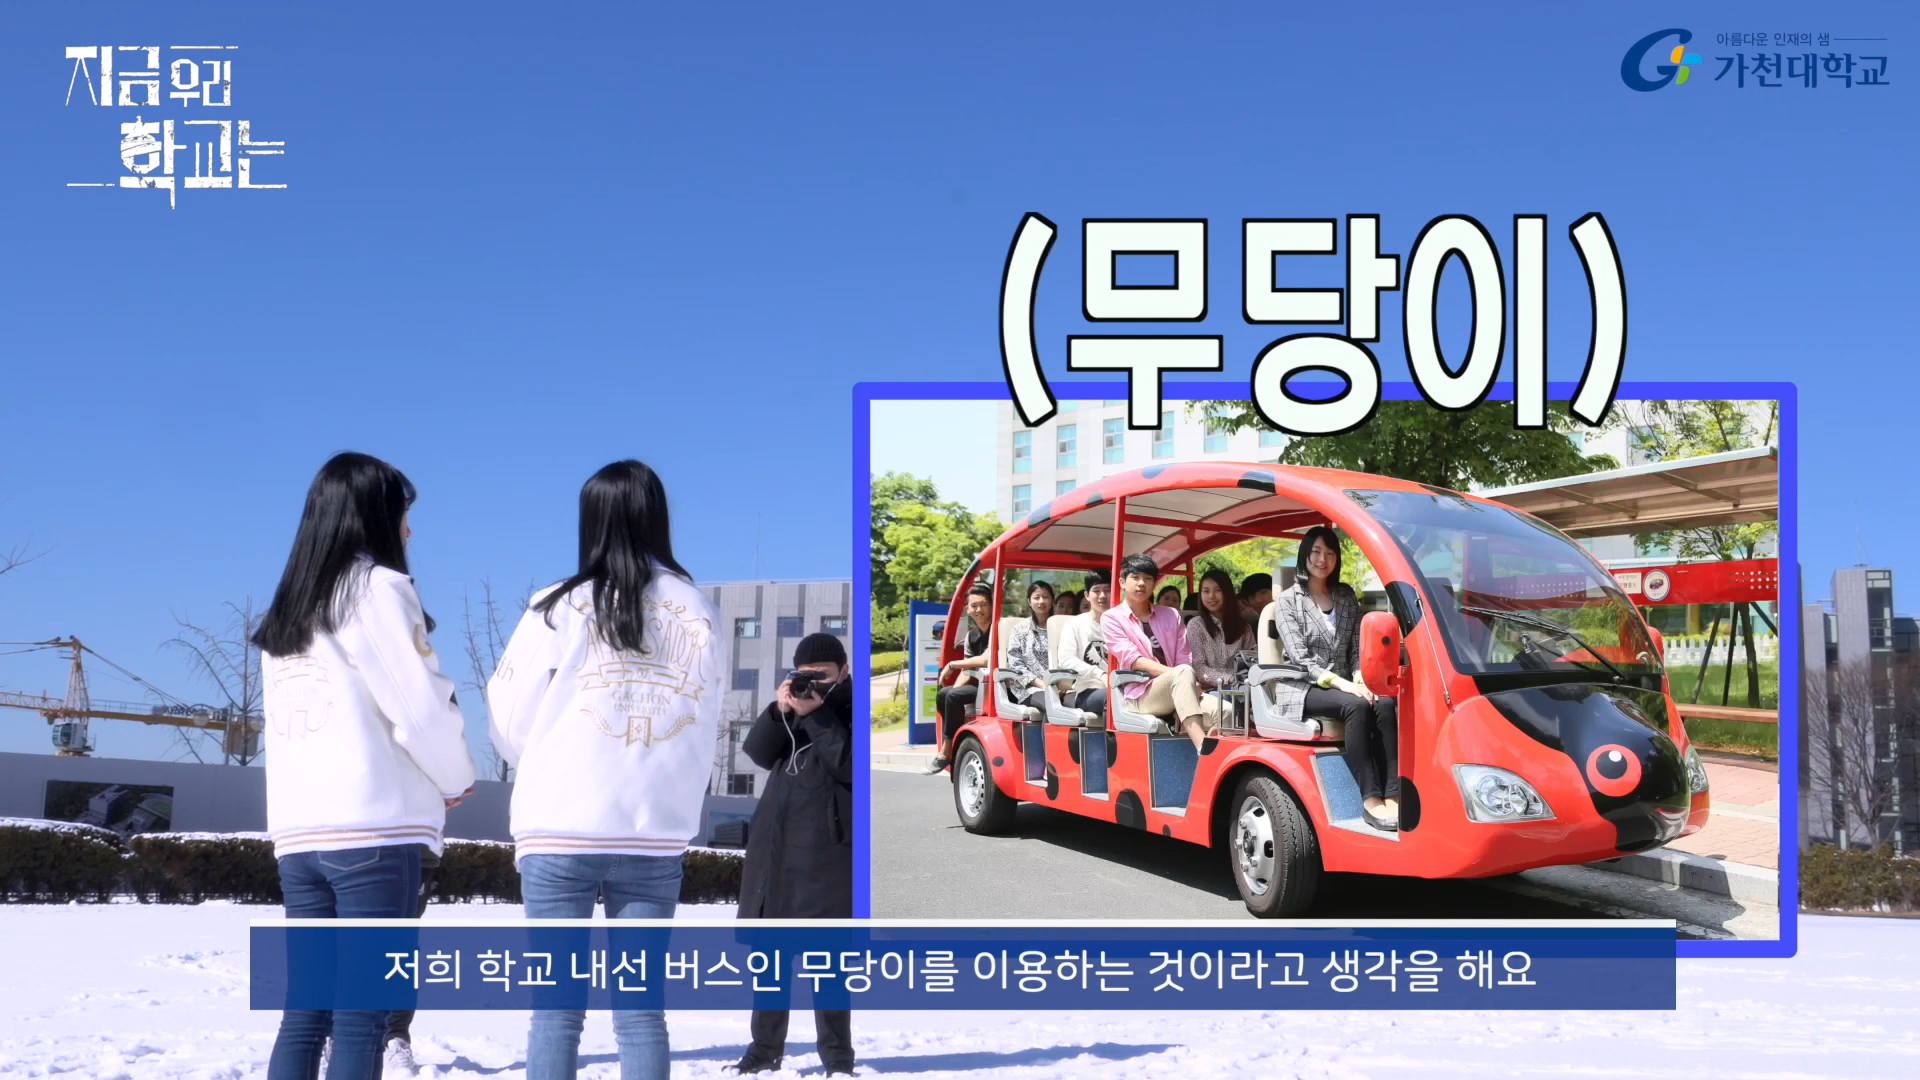 지금 우리
학교는
아름다운 인재의 샘
가천대학교
(무당이)
GACHON
UNIVERSITY
저희 학교 내선 버스인 무당이를 이용하는 것이라고 생각을 해요